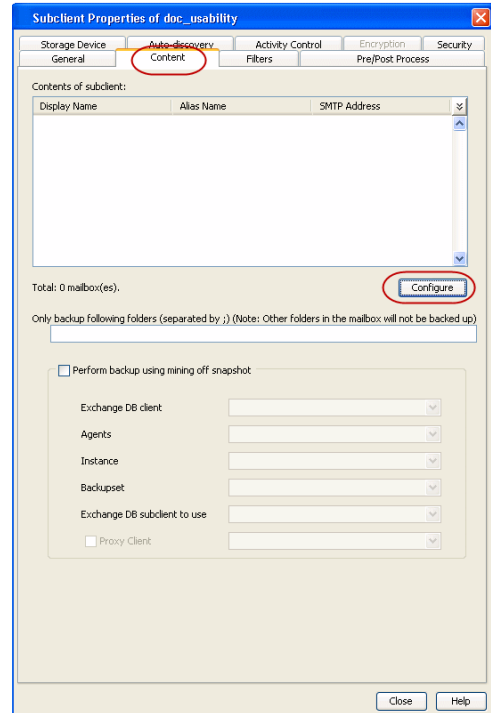 Subclient Properties of doc_usability
Storage Device Auto-discovery Activity Control Encryption Security
General Content Filters Pre/Post Process
Contents of subclient:
Display Name Alias Name SMTP Address
Total: 0 mailbox(es).
Configure
Only backup following folders (separated by ;) (Note: Other folders in the mailbox will not be backed up)
Perform backup using mining off snapshot
Exchange DB client
Agents
Instance
Backupset
Exchange DB subclient to use
Proxy Client
Close Help